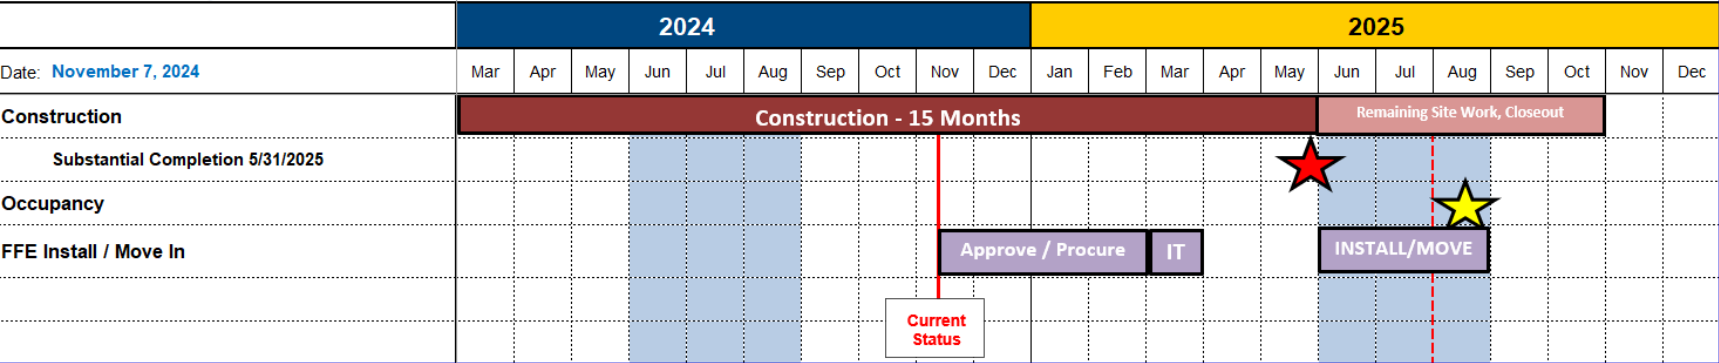 2024 2025
Date: November 7, 2024 Mar Apr May Jun Jul Aug Sep Oct Nov Dec Jan Feb Mar Apr May Jun Jul Aug Sep Oct Nov Dec
Construction Construction - 15 Months Remaining Site Work, Closeout
Substantial Completion 5/31/2025
Occupancy
FFE Install / Move In Approve / Procure IT INSTALL/MOVE
Current
Status